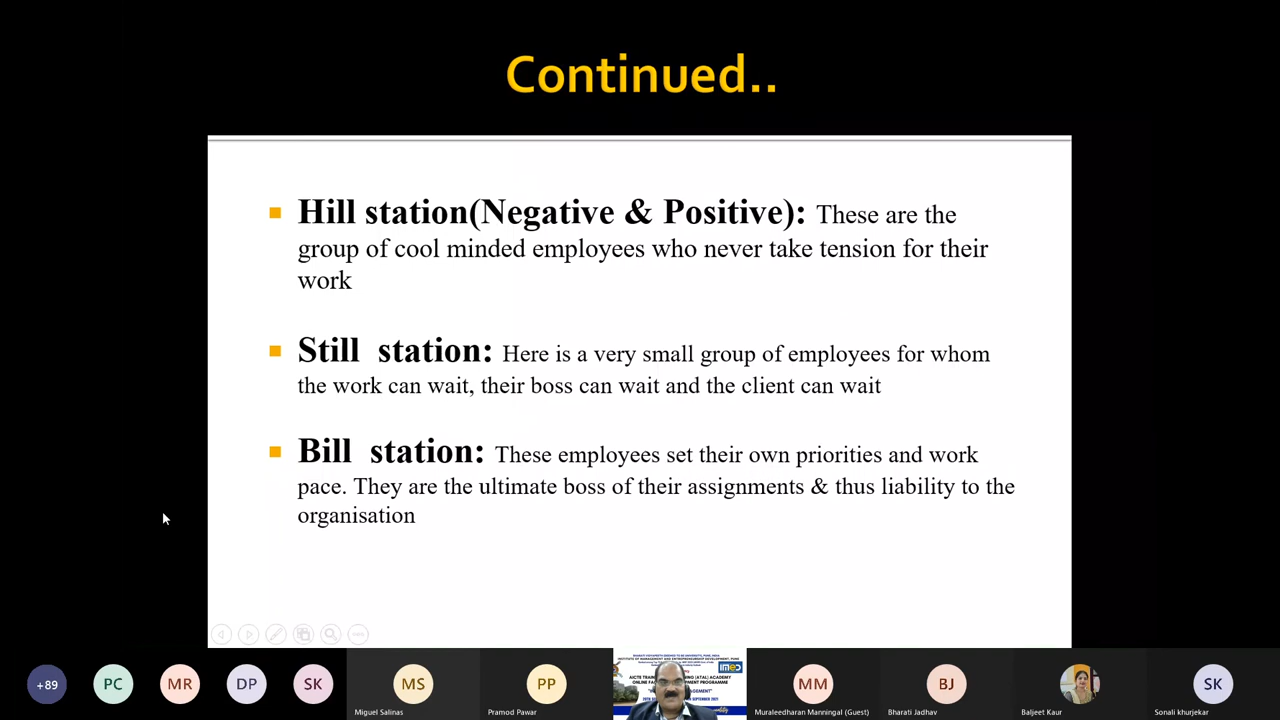 Continued..
Hill station(Negative & Positive): These are the
group of cool minded employees who never take tension for their
work
Still station: Here is a very small group of employees for whom
the work can wait, their boss can wait and the client can wait
Bill station: These employees set their own priorities and work
pace. They are the ultimate boss of their assignments & thus liability to the
organisation
+89
PC
MR
DP
SK
MS
Miguel Salinas
PP
Pramod Pawar
imed
MM
Muraleedharan Manningal (Guest)
BJ
Bharati Jadhav
Baljeet Kaur
SK
Sonali khurjekar